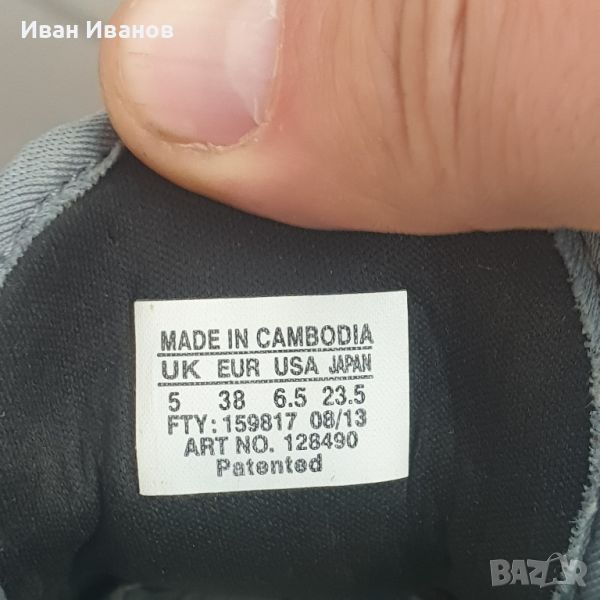 Иван Иванов
MADE IN CAMBODIA
UK EUR USA JAPAN
5 38 6.5 23.5
FTY: 159817 08/13
ART NO. 128490
Patented
BAZAR